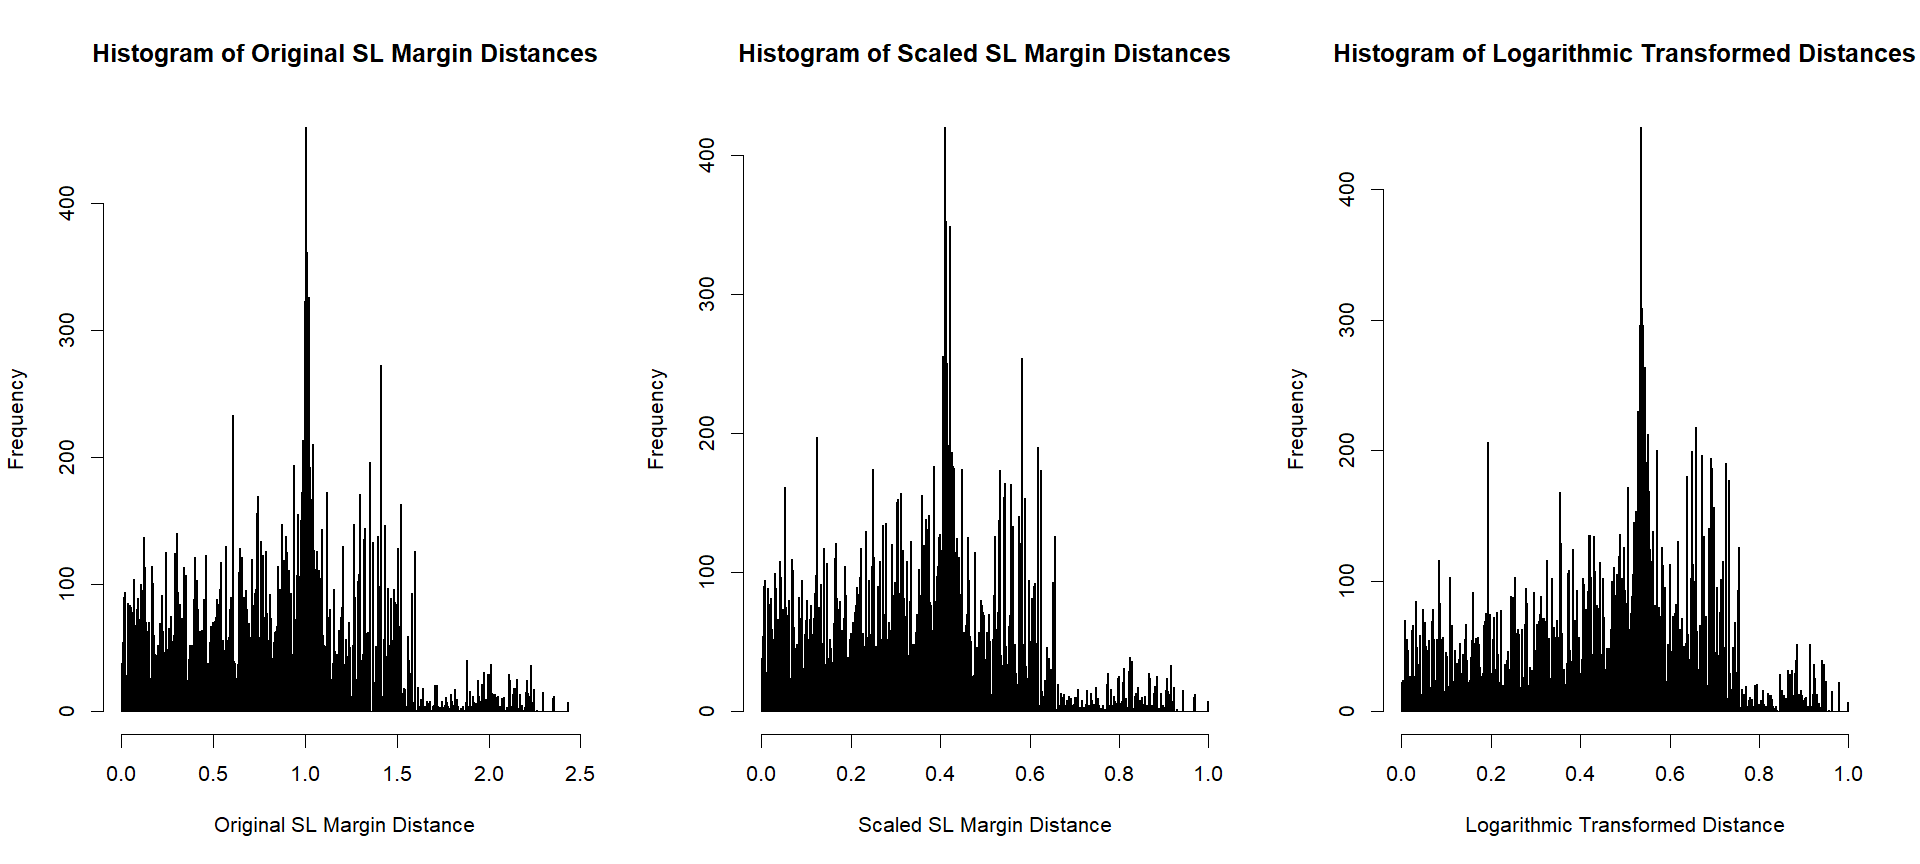 Histogram of Original SL Margin Distances
Frequency
400
300
200
100
0
0.0 0.5 1.0 1.5 2.0 2.5
Original SL Margin Distance
Histogram of Scaled SL Margin Distances
Frequency
400
300
200
100
0
0.0 0.2 0.4 0.6 0.8 1.0
Scaled SL Margin Distance
Histogram of Logarithmic Transformed Distances
Frequency
400
300
200
100
0
0.0 0.2 0.4 0.6 0.8 1.0
Logarithmic Transformed Distance